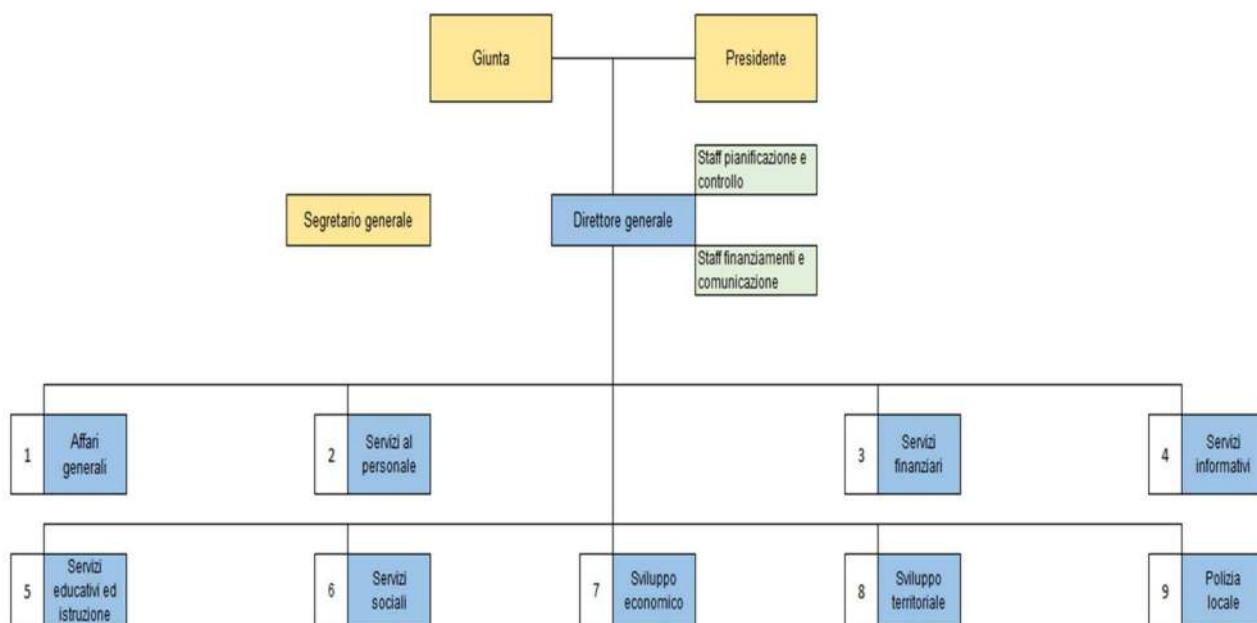 Giunta
Presidente
Staff pianificazione e
controllo
Segretario generale
Direttore generale
Staff finanziamenti e
comunicazione
1
Affari
generali
2
Servizi al
personale
3
Servizi
finanziari
4
Servizi
informativi
5
Servizi
educativi ed
istruzione
6
Servizi
sociali
7
Sviluppo
economico
8
Sviluppo
territoriale
9
Polizia
locale